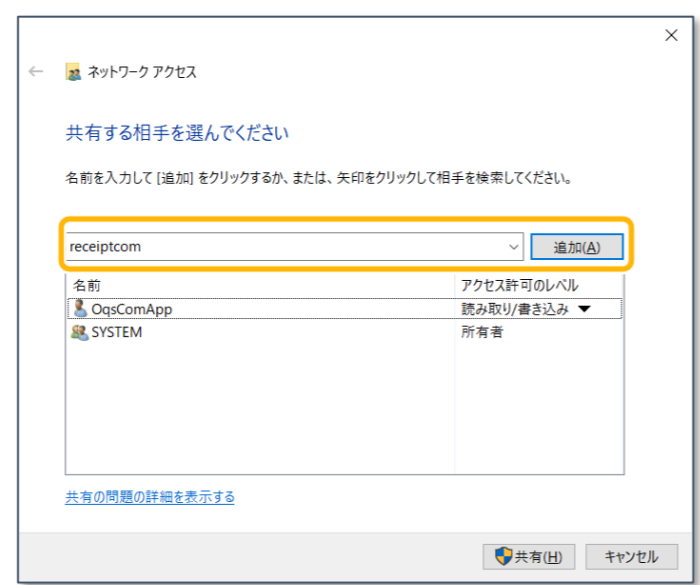 ネットワーク アクセス
共有する相手を選んでください
名前を入力して [追加] をクリックするか、または、矢印をクリックして相手を検索してください。
receiptcom 追加(A)
名前 アクセス許可のレベル
OqsComApp 読み取り/書き込み ▼
SYSTEM 所有者
共有の問題の詳細を表示する
共有(H) キャンセル